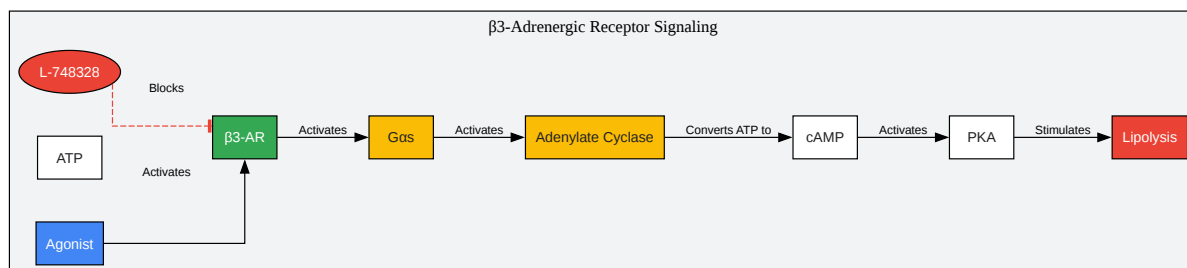 β3-Adrenergic Receptor Signaling
L-748328
Blocks
β3-AR
Activates
Gαs
Activates
Adenylate Cyclase
Converts ATP to
cAMP
Activates
PKA
Stimulates
Lipolysis
ATP
Activates
Agonist